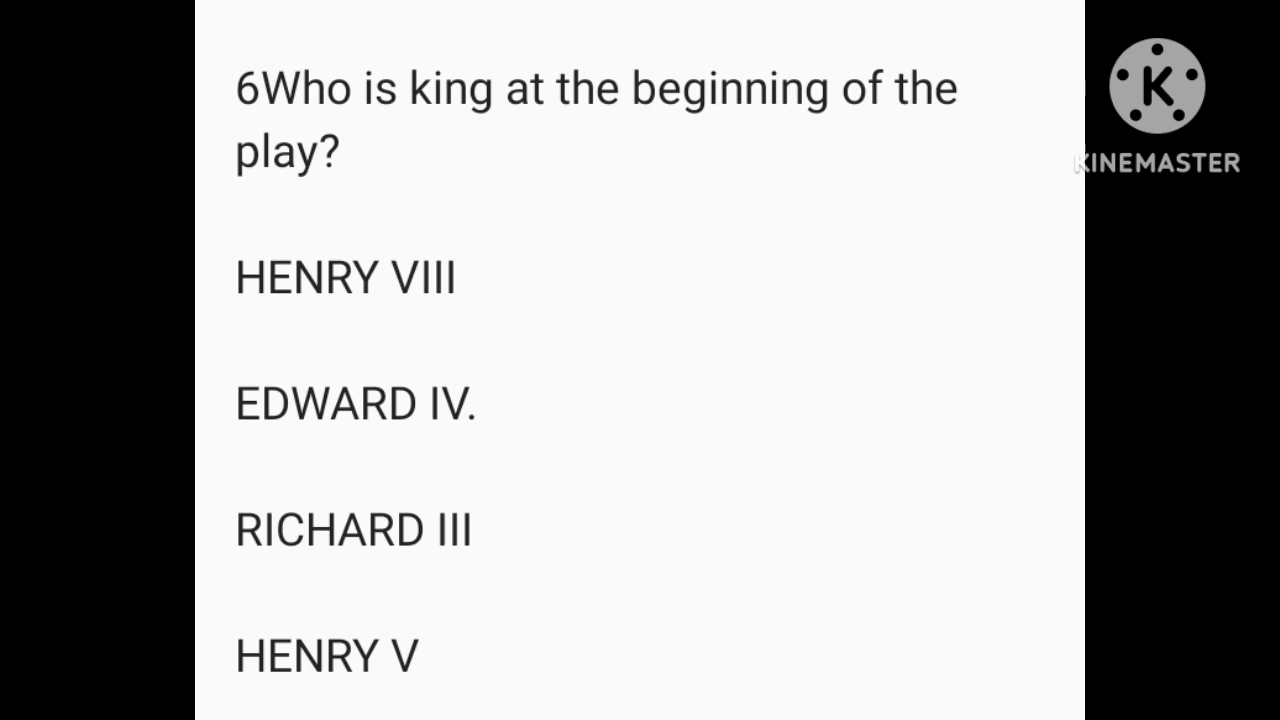 6Who is king at the beginning of the
play?
HENRY VIII
EDWARD IV.
RICHARD III
HENRY V
K
KINEMASTER